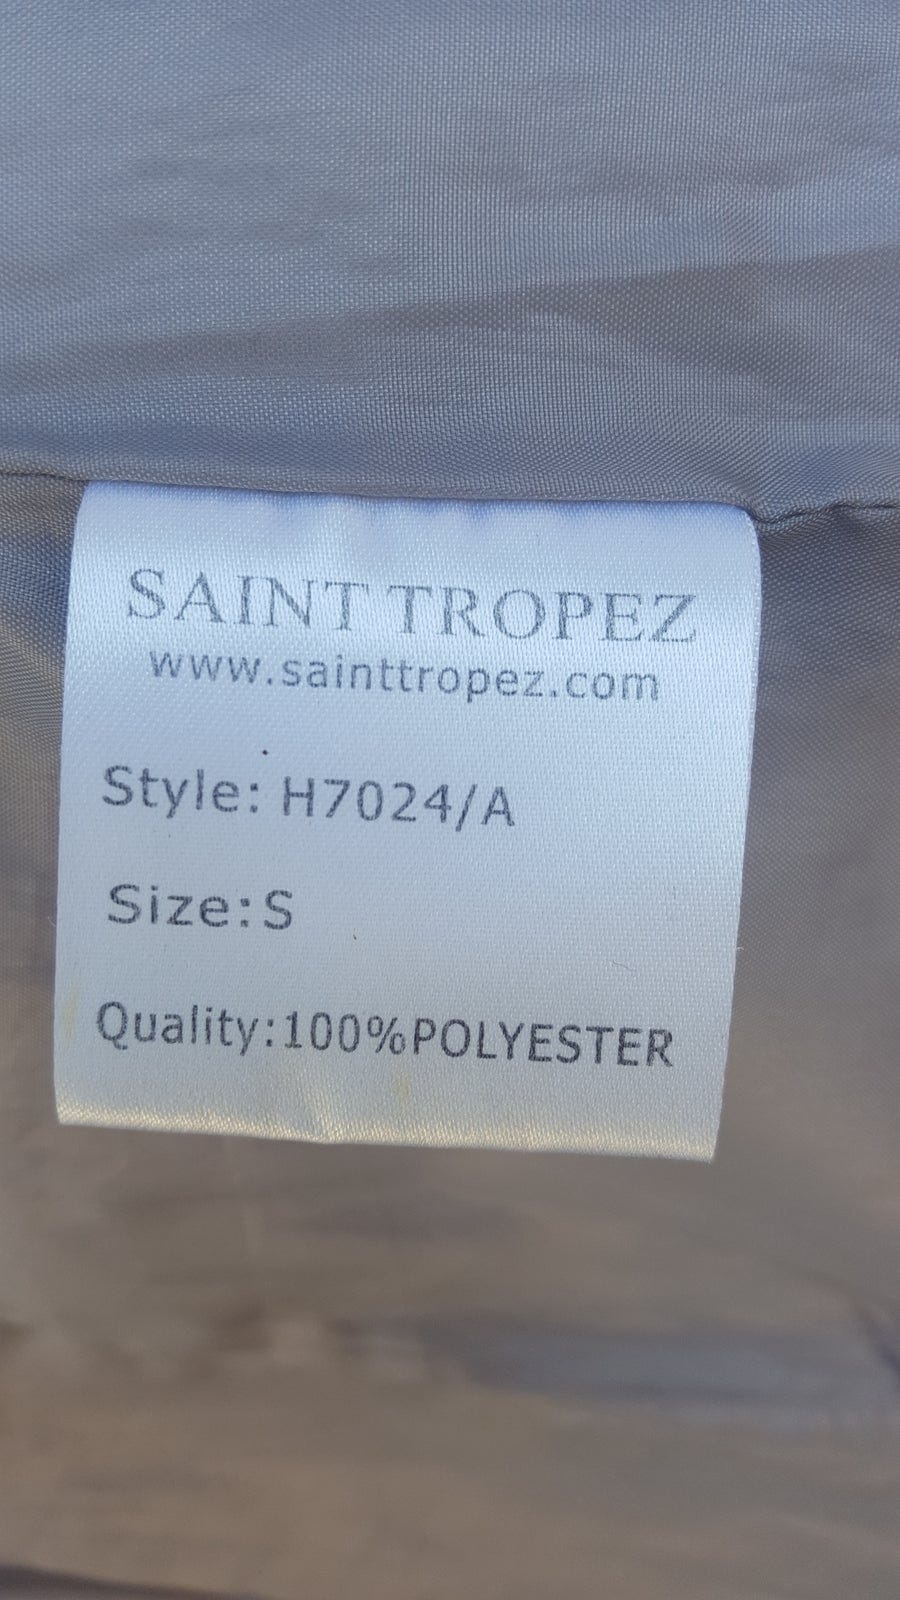 SAINT TROPEZ
www.sainttropez.com
Style: H7024/A
Size:S
Quality:100%POLYESTER